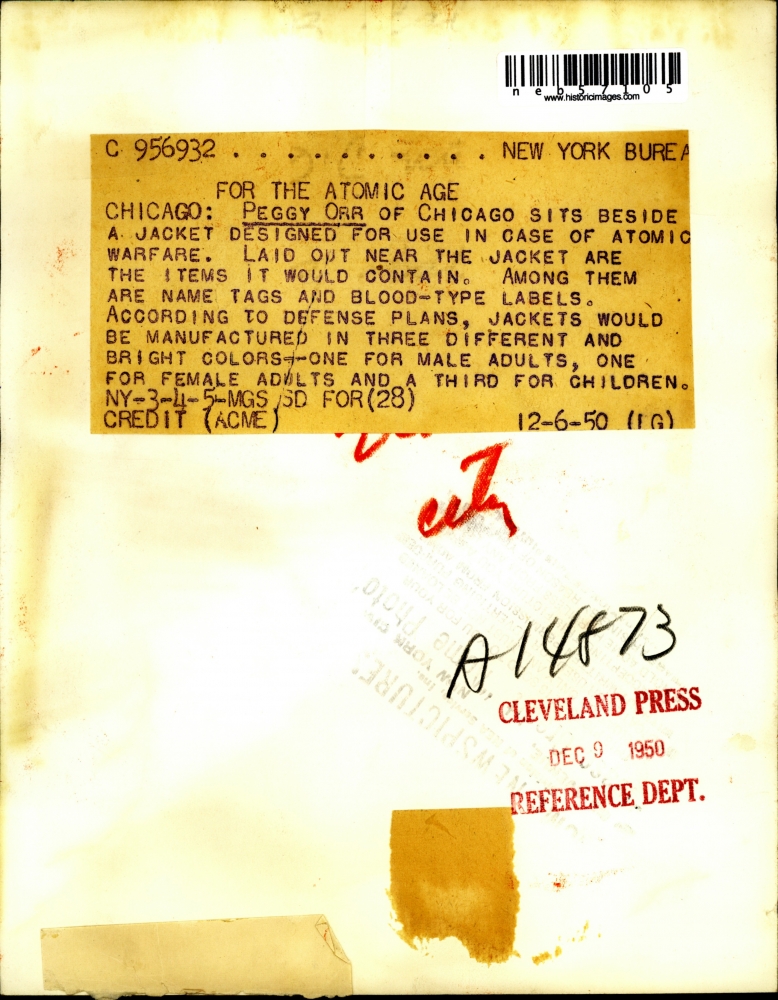 neb57105
www.historicimages.com
C 956932 . . . . . . . . . . NEW YORK BUREA
FOR THE ATOMIC AGE
CHICAGO: PEGGY ORR OF CHICAGO SITS BESIDE
A JACKET DESIGNED FOR USE IN CASE OF ATOMIC
WARFARE. LAID OUT NEAR THE JACKET ARE
THE ITEMS IT WOULD CONTAIN. AMONG THEM
ARE NAME TAGS AND BLOOD-TYPE LABELS.
ACCORDING TO DEFENSE PLANS, JACKETS WOULD
BE MANUFACTURED IN THREE DIFFERENT AND
BRIGHT COLORS--ONE FOR MALE ADULTS, ONE
FOR FEMALE ADULTS AND A THIRD FOR CHILDREN.
NY-3-4-5-MGS SD FOR(28)
CREDIT (ACME) 12-6-50 (LG)
A14873
CLEVELAND PRESS
DEC 9 1950
REFERENCE DEPT.